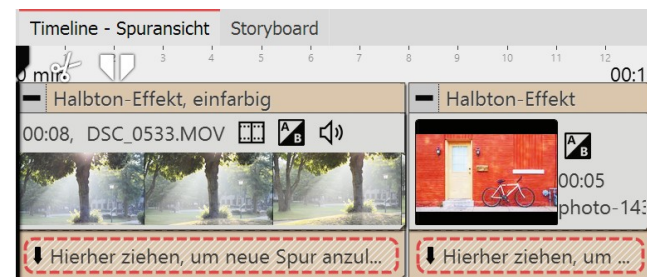 Timeline - Spuransicht Storyboard
3 4 5 6 7 8 9 10 11 12
0 min 00:1
Halbton-Effekt, einfarbig Halbton-Effekt
00:08, DSC_0533.MOV A B A B
00:05
photo-143
Hierher ziehen, um neue Spur anzul... Hierher ziehen, um ...